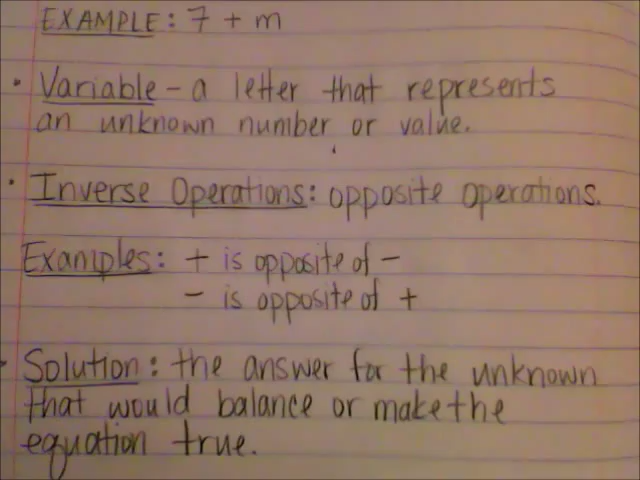 EXAMPLE: 7 + m
• Variable - a letter that represents
an unknown number or value.
• Inverse Operations: opposite operations.
Examples: + is opposite of -
- is opposite of +
• Solution: the answer for the unknown
that would balance or make the
equation true.